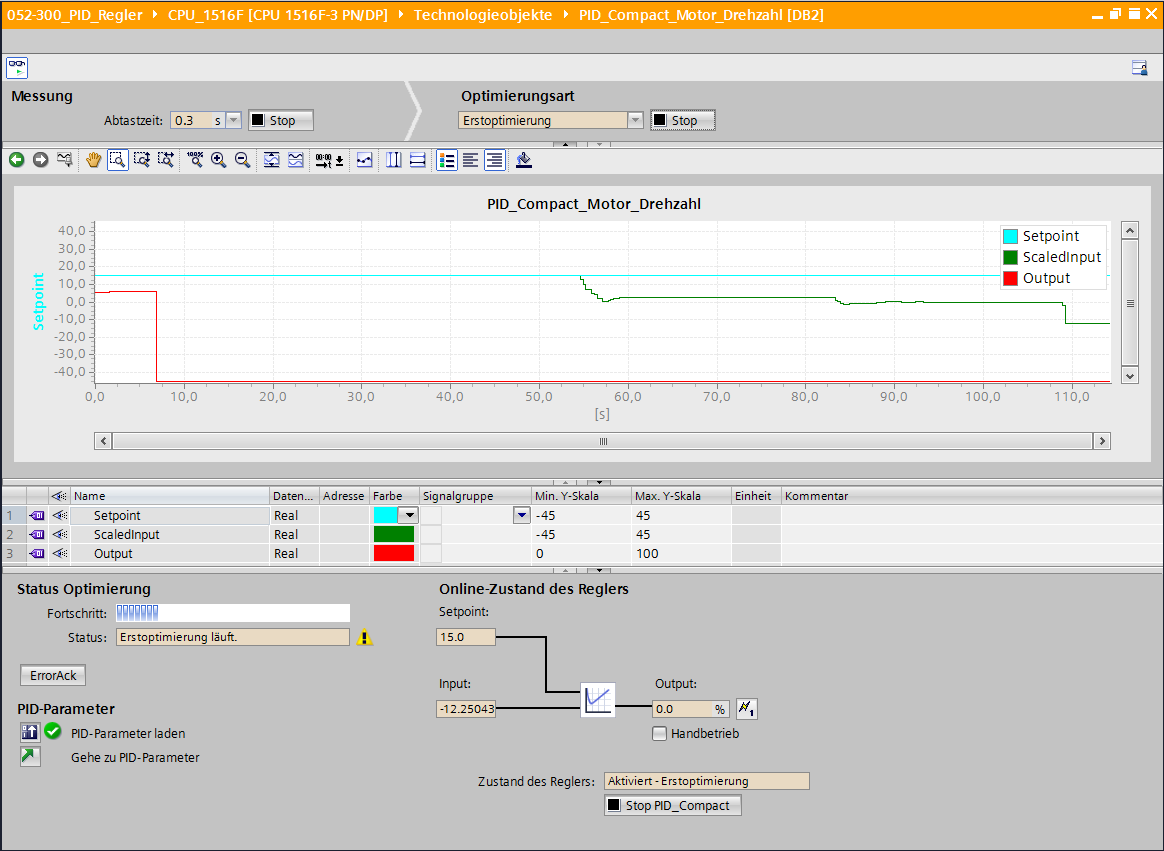 052-300_PID_Regler ▸ CPU_1516F [CPU 1516F-3 PN/DP] ▸ Technologieobjekte ▸ PID_Compact_Motor_Drehzahl [DB2]
Messung
Abtastzeit: 0.3 s Stop
Optimierungsart
Erstoptimierung Stop
100%
00:00
PID_Compact_Motor_Drehzahl
Setpoint
40,0
30,0
20,0
10,0
0,0
-10,0
-20,0
-30,0
-40,0
Setpoint
ScaledInput
Output
0,0 10,0 20,0 30,0 40,0 50,0 60,0 70,0 80,0 90,0 100,0 110,0
[s]
Name Daten... Adresse Farbe Signalgruppe Min. Y-Skala Max. Y-Skala Einheit Kommentar
1 Setpoint Real -45 45
2 ScaledInput Real -45 45
3 Output Real 0 100
Status Optimierung
Fortschritt:
Status: Erstoptimierung läuft.
ErrorAck
PID-Parameter
PID-Parameter laden
Gehe zu PID-Parameter
Online-Zustand des Reglers
Setpoint:
15.0
Input:
-12.25043
Output:
0.0 %
Handbetrieb
Zustand des Reglers: Aktiviert - Erstoptimierung
Stop PID_Compact